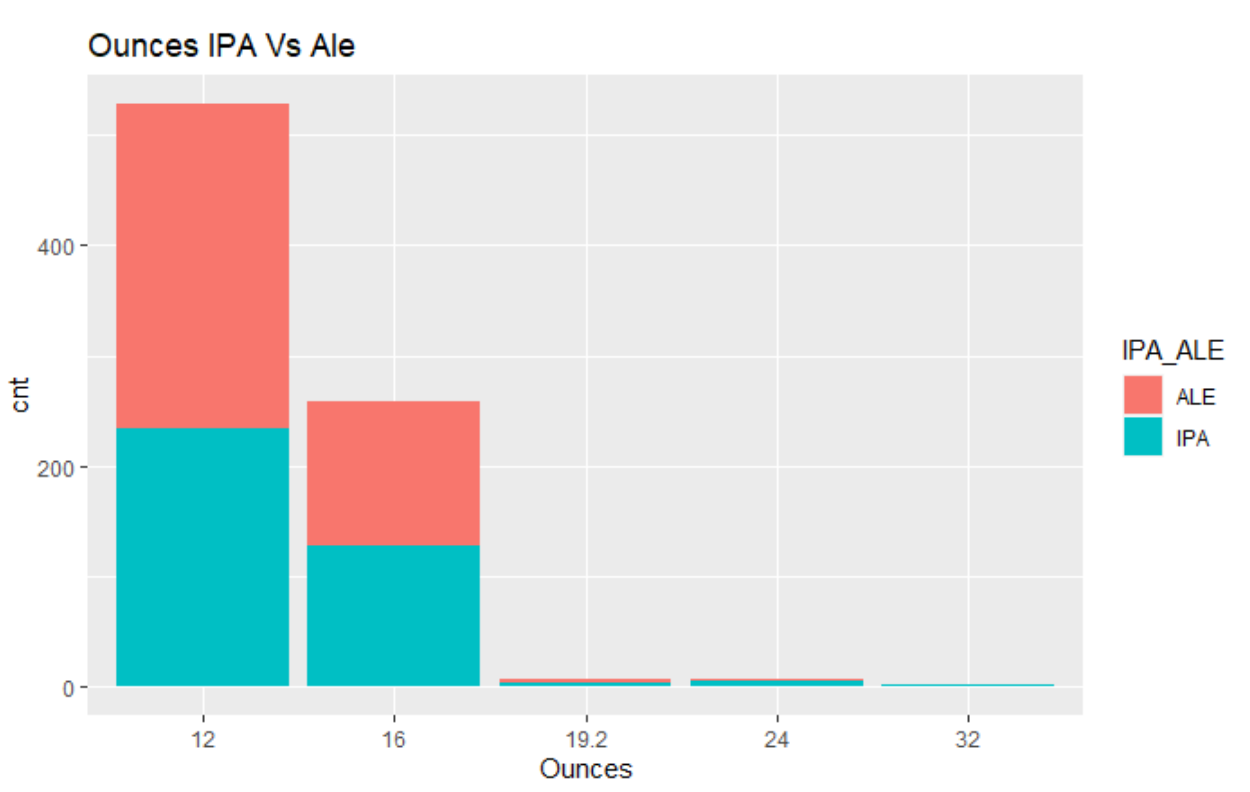 Ounces IPA Vs Ale
cnt
400
200
0
12 16 19.2 24 32
Ounces
IPA_ALE
ALE
IPA